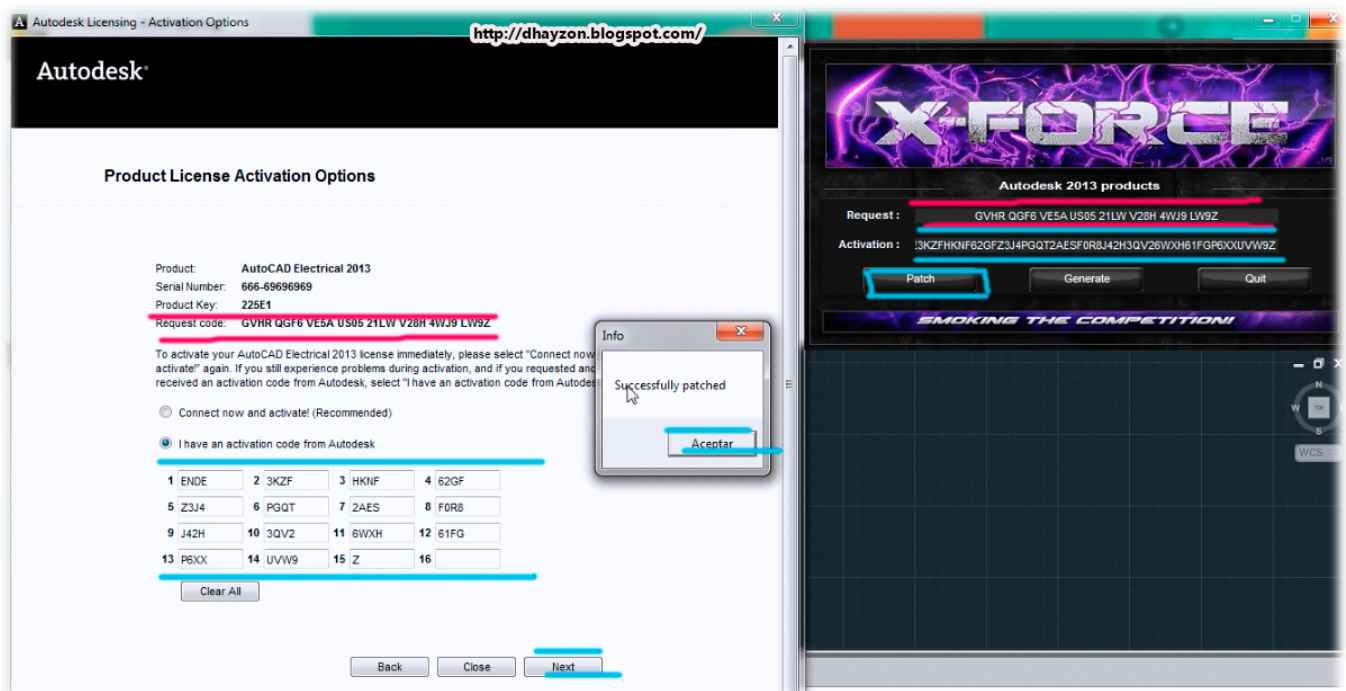 Autodesk Licensing - Activation Options
http://dhayzon.blogspot.com/
Autodesk
Product License Activation Options
Product: AutoCAD Electrical 2013
Serial Number: 666-69696969
Product Key: 225E1
Request code: GVHR QGF6 VE5A US05 21LW V28H 4WJ9 LW9Z
To activate your AutoCAD Electrical 2013 license immediately, please select "Connect now
activate!" again. If you still experience problems during activation, and if you requested and
received an activation code from Autodesk, select "I have an activation code from Autodes
Connect now and activate! (Recommended)
I have an activation code from Autodesk
1 ENDE 2 3KZF 3 HKNF 4 62GF
5 Z3J4 6 PGQT 7 2AES 8 F0R8
9 J42H 10 3QV2 11 6WXH 12 61FG
13 P6XX 14 UVW9 15 Z 16
Clear All
Back Close Next
Info
Successfully patched
Aceptar
X-FORCE
Autodesk 2013 products
Request : GVHR QGF6 VE5A US05 21LW V28H 4WJ9 LW9Z
Activation : :3KZFHKNF62GFZ3J4PGQT2AESF0R8J42H3QV26WXH61FGP6XXUVW9Z
Patch Generate Quit
SMOKING THE COMPETITION!
N
W TOP
S
WCS